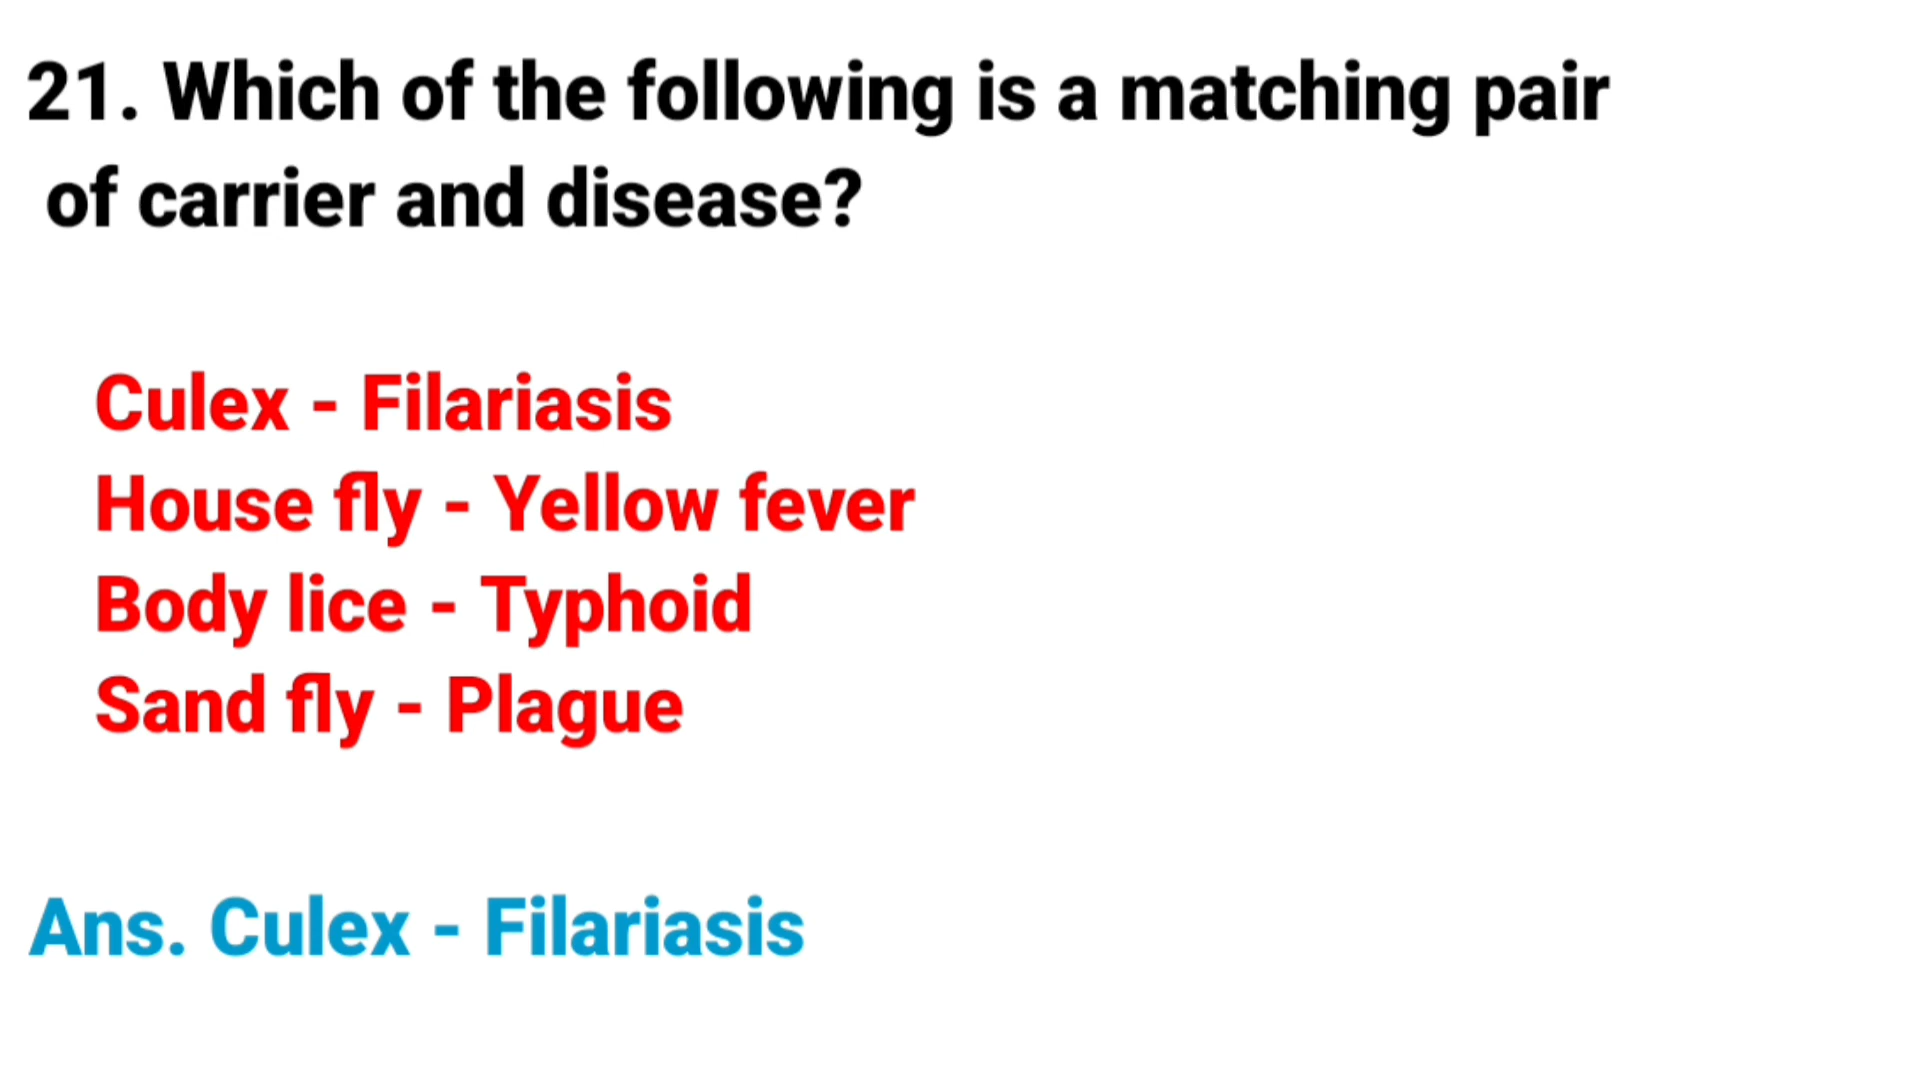 21. Which of the following is a matching pair
of carrier and disease?
Culex - Filariasis
House fly - Yellow fever
Body lice - Typhoid
Sand fly - Plague
Ans. Culex - Filariasis